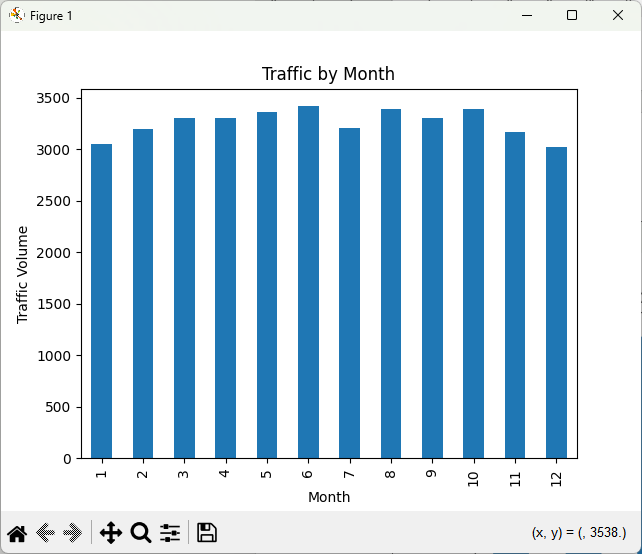 Figure 1
Traffic by Month
3500
3000
2500
2000
1500
1000
500
0
Traffic Volume
1 2 3 4 5 6 7 8 9 10 11 12
Month
(x, y) = (, 3538.)